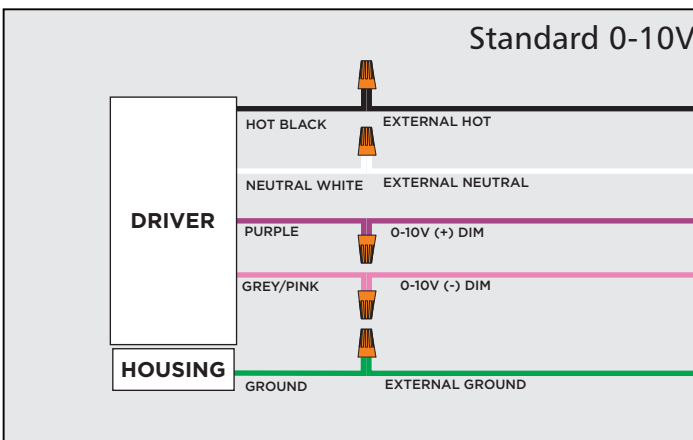 Standard 0-10V
HOT BLACK
EXTERNAL HOT
NEUTRAL WHITE
EXTERNAL NEUTRAL
DRIVER
PURPLE
0-10V (+) DIM
GREY/PINK
0-10V (-) DIM
HOUSING
GROUND
EXTERNAL GROUND